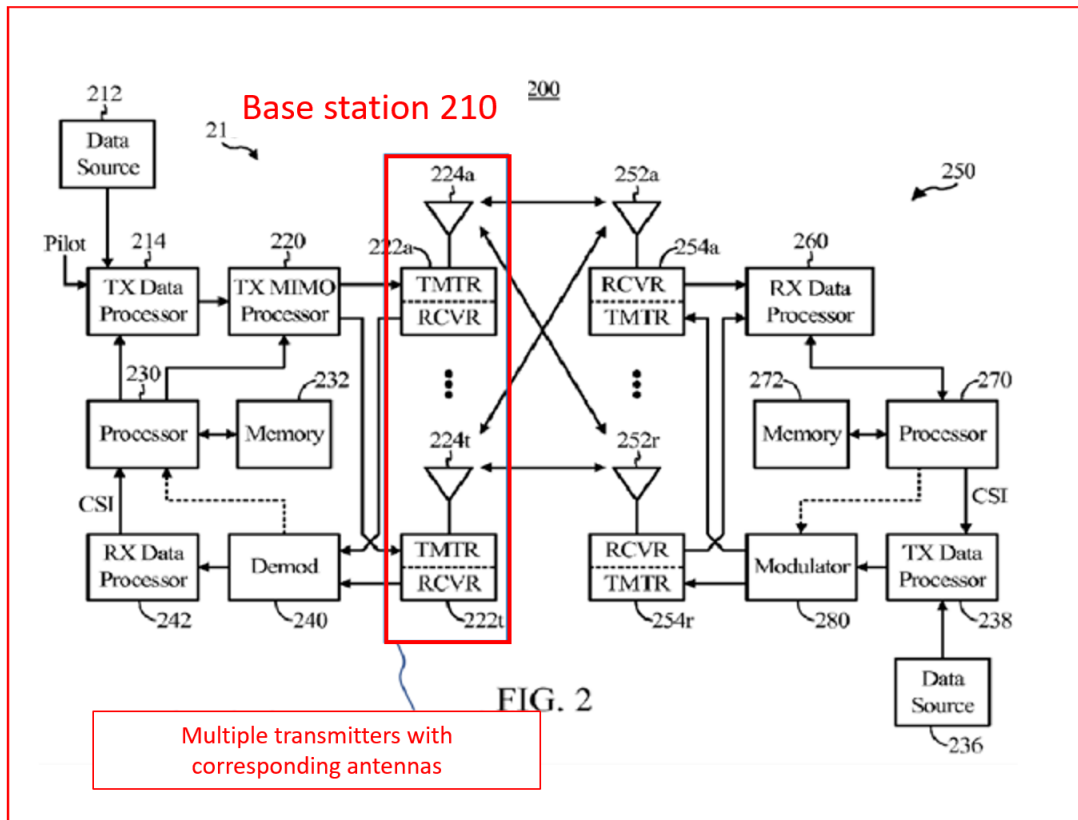 200
Base station 210
212
Data
Source
21
224a
252a
250
Pilot
214
220
222a
254a
260
TX Data
Processor
TX MIMO
Processor
TMTR
RCVR
RCVR
TMTR
RX Data
Processor
230
232
272
270
Processor
Memory
Memory
Processor
224t
252r
CSI
CSI
RX Data
Processor
Demod
TMTR
RCVR
RCVR
TMTR
Modulator
TX Data
Processor
242
240
222t
254r
280
238
FIG. 2
Data
Source
236
Multiple transmitters with
corresponding antennas